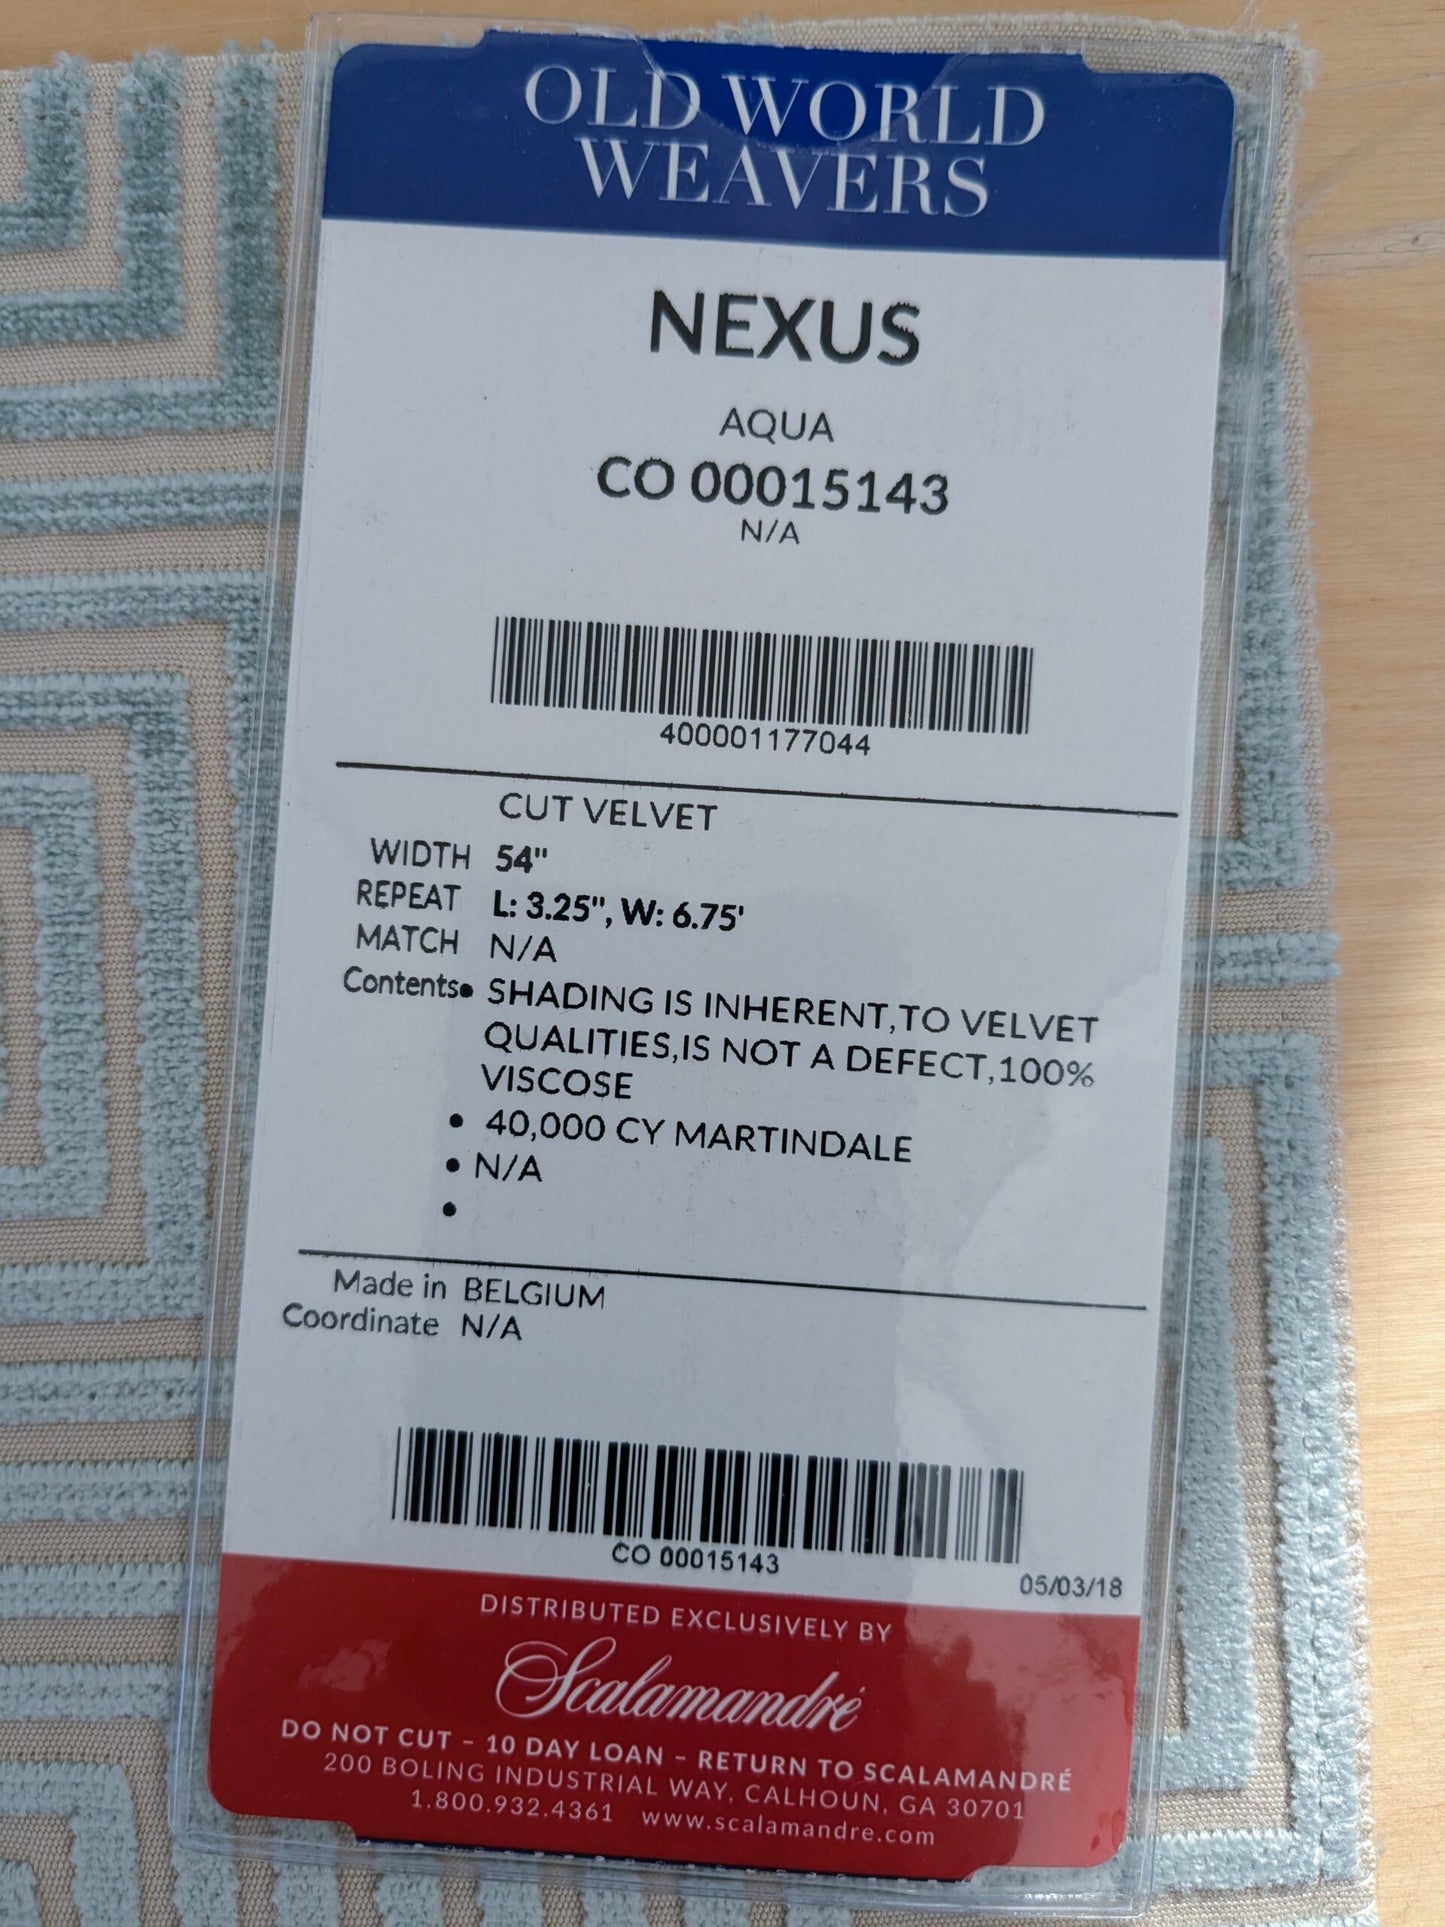 OLD WORLD
WEAVERS
NEXUS
AQUA
CO 00015143
N/A
400001177044
CUT VELVET
WIDTH 54"
REPEAT L: 3.25", W: 6.75'
MATCH N/A
Contents• SHADING IS INHERENT,TO VELVET
QUALITIES,IS NOT A DEFECT,100%
VISCOSE
• 40,000 CY MARTINDALE
• N/A
•
Made in BELGIUM
Coordinate N/A
CO 00015143
05/03/18
DISTRIBUTED EXCLUSIVELY BY
Scalamandré
DO NOT CUT – 10 DAY LOAN – RETURN TO SCALAMANDRÉ
200 BOLING INDUSTRIAL WAY, CALHOUN, GA 30701
1.800.932.4361 www.scalamandre.com